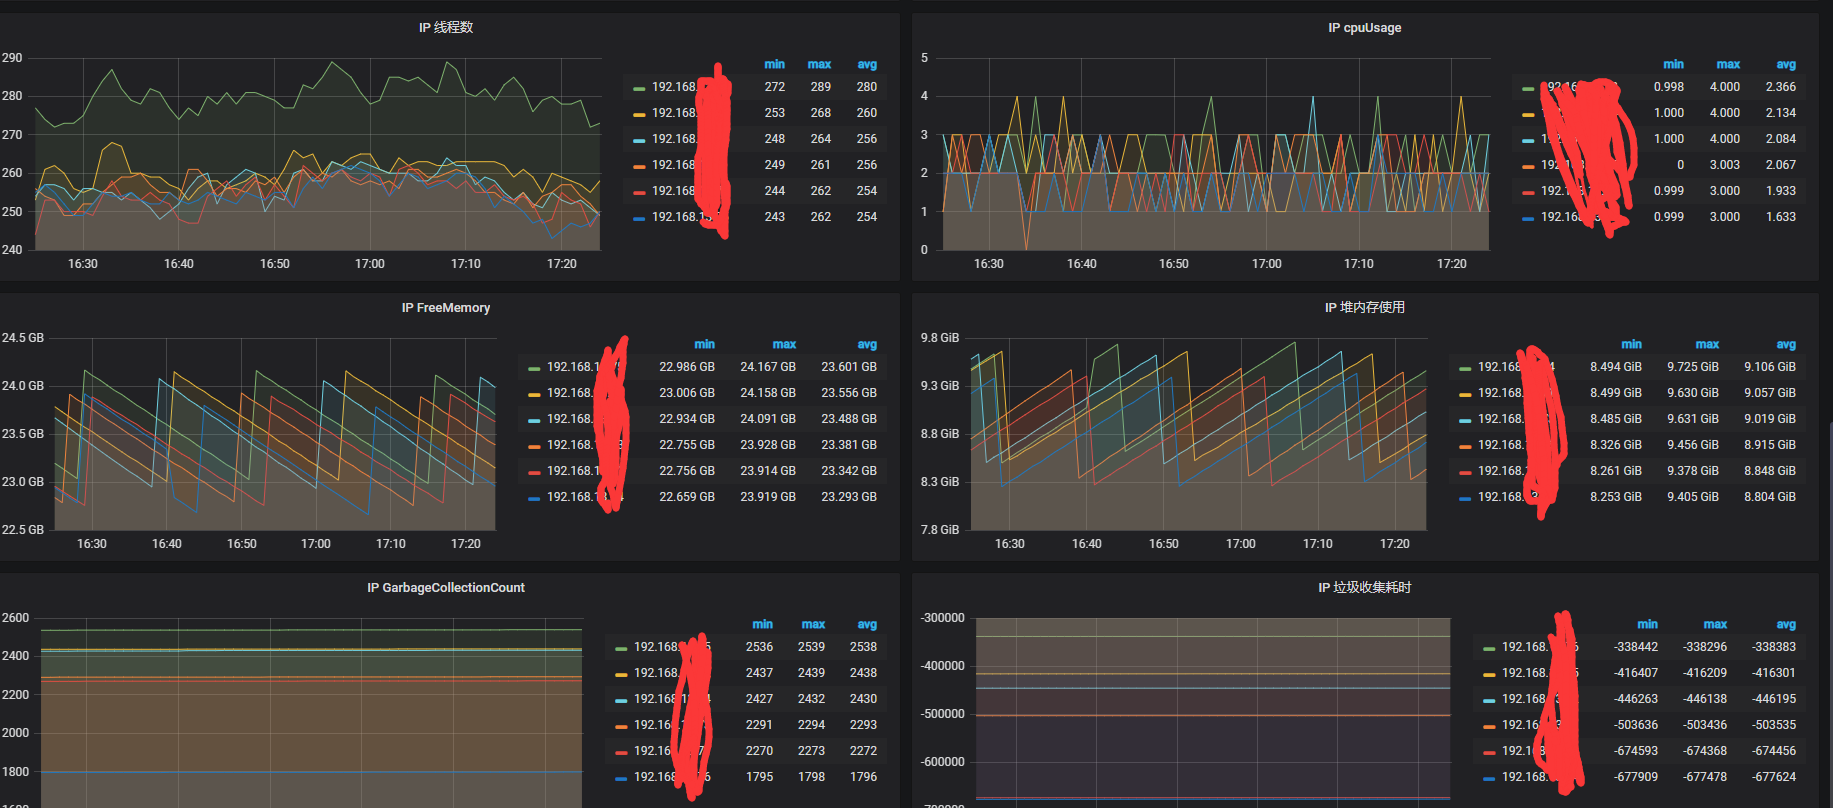 IP 线程数
290
280
270
260
250
240
16:30 16:40 16:50 17:00 17:10 17:20
min max avg
192.168. 272 289 280
192.168. 253 268 260
192.168. 248 264 256
192.168. 249 261 256
192.168. 244 262 254
192.168. 243 262 254
IP cpuUsage
5
4
3
2
1
0
16:30 16:40 16:50 17:00 17:10 17:20
min max avg
0.998 4.000 2.366
192. 1.000 4.000 2.134
192. 1.000 4.000 2.084
192. 0 3.003 2.067
192. 0.999 3.000 1.933
192.16 0.999 3.000 1.633
IP FreeMemory
24.5 GB
24.0 GB
23.5 GB
23.0 GB
22.5 GB
16:30 16:40 16:50 17:00 17:10 17:20
min max avg
192.168.1 22.986 GB 24.167 GB 23.601 GB
192.168. 23.006 GB 24.158 GB 23.556 GB
192.168. 22.934 GB 24.091 GB 23.488 GB
192.168. 22.755 GB 23.928 GB 23.381 GB
192.168.1 22.756 GB 23.914 GB 23.342 GB
192.168.1 22.659 GB 23.919 GB 23.293 GB
IP 堆内存使用
9.8 GiB
9.3 GiB
8.8 GiB
8.3 GiB
7.8 GiB
16:30 16:40 16:50 17:00 17:10 17:20
min max avg
192.168 8.494 GiB 9.725 GiB 9.106 GiB
192.168. 8.499 GiB 9.630 GiB 9.057 GiB
192.168. 8.485 GiB 9.631 GiB 9.019 GiB
192.168. 8.326 GiB 9.456 GiB 8.915 GiB
192.168. 8.261 GiB 9.378 GiB 8.848 GiB
192.168. 8.253 GiB 9.405 GiB 8.804 GiB
IP GarbageCollectionCount
2600
2400
2200
2000
1800
1600
min max avg
192.168. 2536 2539 2538
192.168. 2437 2439 2438
192.168. 2427 2432 2430
192.168. 2291 2294 2293
192.16 2270 2273 2272
192.168 1795 1798 1796
IP 垃圾收集耗时
-300000
-400000
-500000
-600000
-700000
min max avg
192.168. -338442 -338296 -338383
192.168. -416407 -416209 -416301
192.168. -446263 -446138 -446195
192.168. -503636 -503436 -503535
192.168. -674593 -674368 -674456
192.168. -677909 -677478 -677624